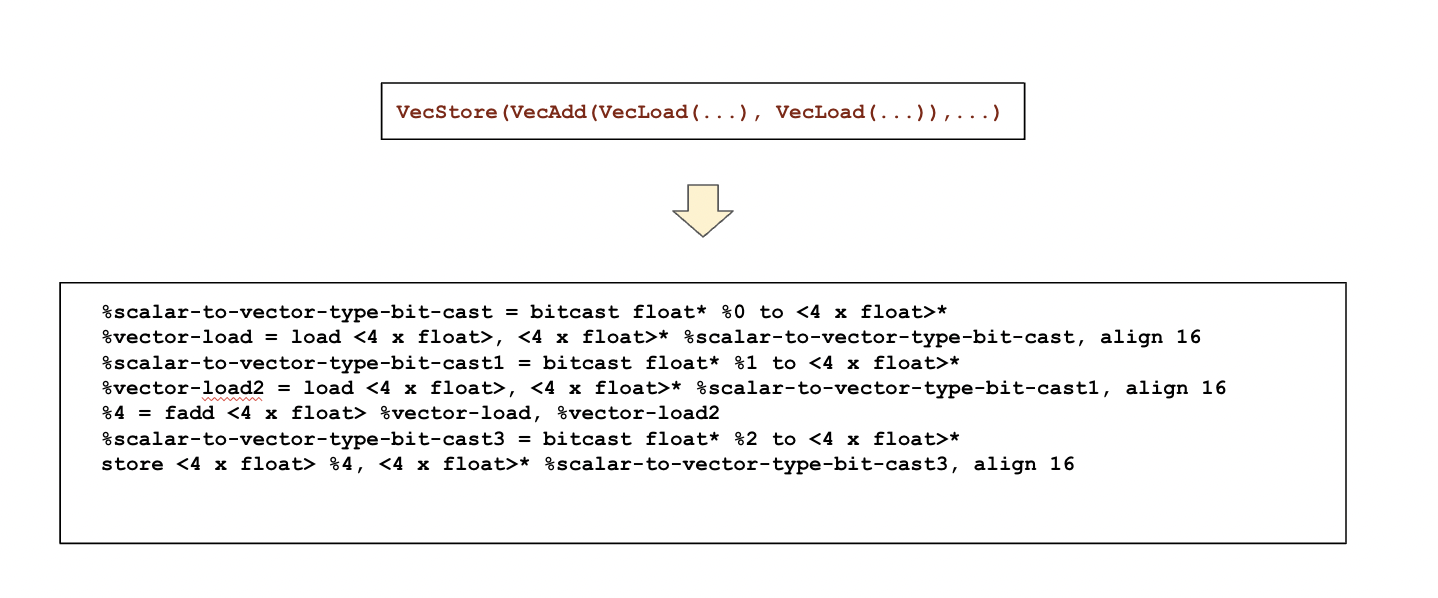 VecStore(VecAdd(VecLoad(...), VecLoad(...)),...)
%scalar-to-vector-type-bit-cast = bitcast float* %0 to <4 x float>*
%vector-load = load <4 x float>, <4 x float>* %scalar-to-vector-type-bit-cast, align 16
%scalar-to-vector-type-bit-cast1 = bitcast float* %1 to <4 x float>*
%vector-load2 = load <4 x float>, <4 x float>* %scalar-to-vector-type-bit-cast1, align 16
%4 = fadd <4 x float> %vector-load, %vector-load2
%scalar-to-vector-type-bit-cast3 = bitcast float* %2 to <4 x float>*
store <4 x float> %4, <4 x float>* %scalar-to-vector-type-bit-cast3, align 16